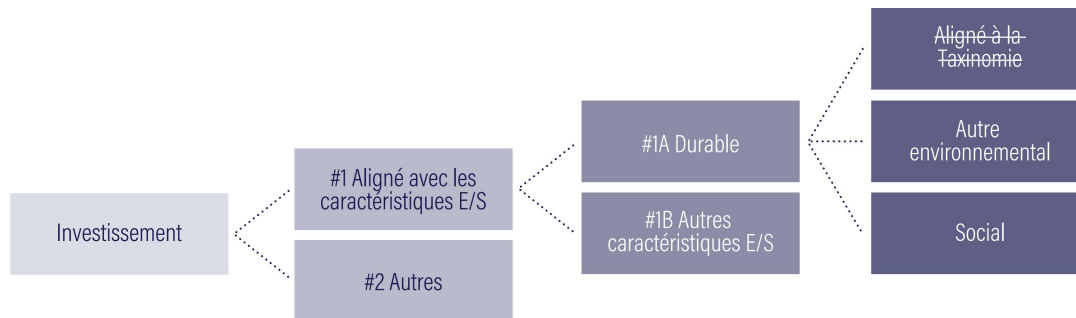 Investissement
#1 Aligné avec les
caractéristiques E/S
#2 Autres
#1A Durable
#1B Autres
caractéristiques E/S
Aligné à la
Taxinomie
Autre
environnemental
Social